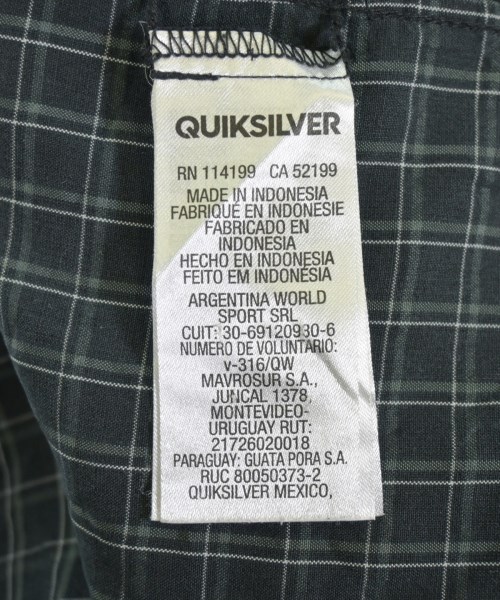 QUIKSILVER
RN 114199 CA 52199
MADE IN INDONESIA
FABRIQUÉ EN INDONESIE
FABRICADO EN
INDONESIA
HECHO EN INDONESIA
FEITO EM INDONÉSIA
ARGENTINA WORLD
SPORT SRL
CUIT: 30-69120930-6
NUMERO DE VOLUNTARIO:
v-316/QW
MAVROSUR S.A.,
JUNCAL 1378,
MONTEVIDEO-
URUGUAY RUT:
21726020018
PARAGUAY: GUATA PORA S.A.
RUC 80050373-2
QUIKSILVER MEXICO,